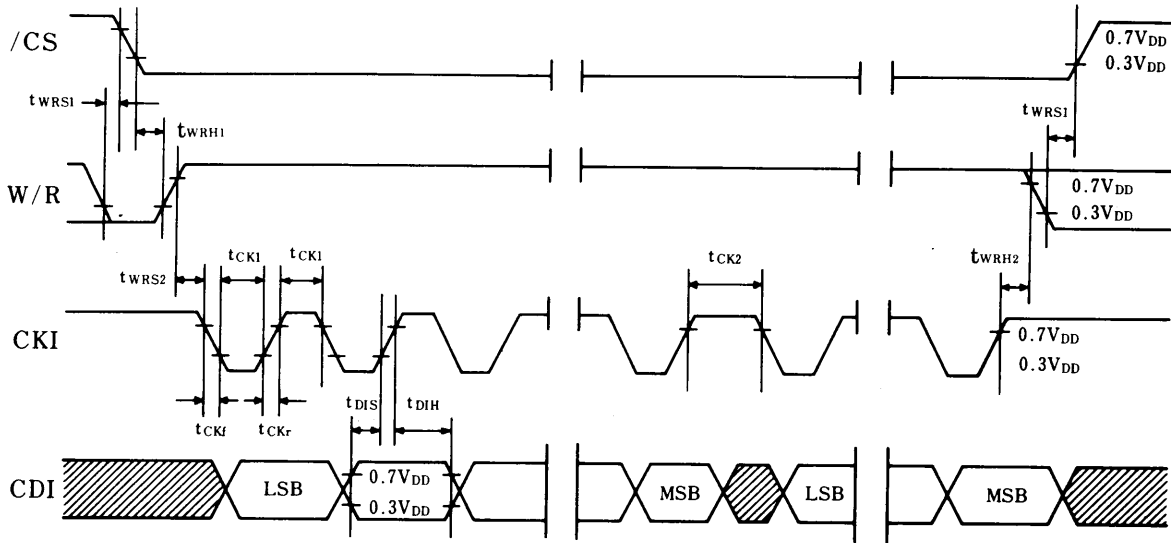 /CS
0.7VDD
0.3VDD
tWRS1
tWRH1
tWRS1
W/R
0.7VDD
0.3VDD
tWRS2
tCK1
tCK1
tCK2
tWRH2
CKI
0.7VDD
0.3VDD
tCKf
tCKr
tDIS
tDIH
CDI
LSB
0.7VDD
0.3VDD
MSB
LSB
MSB